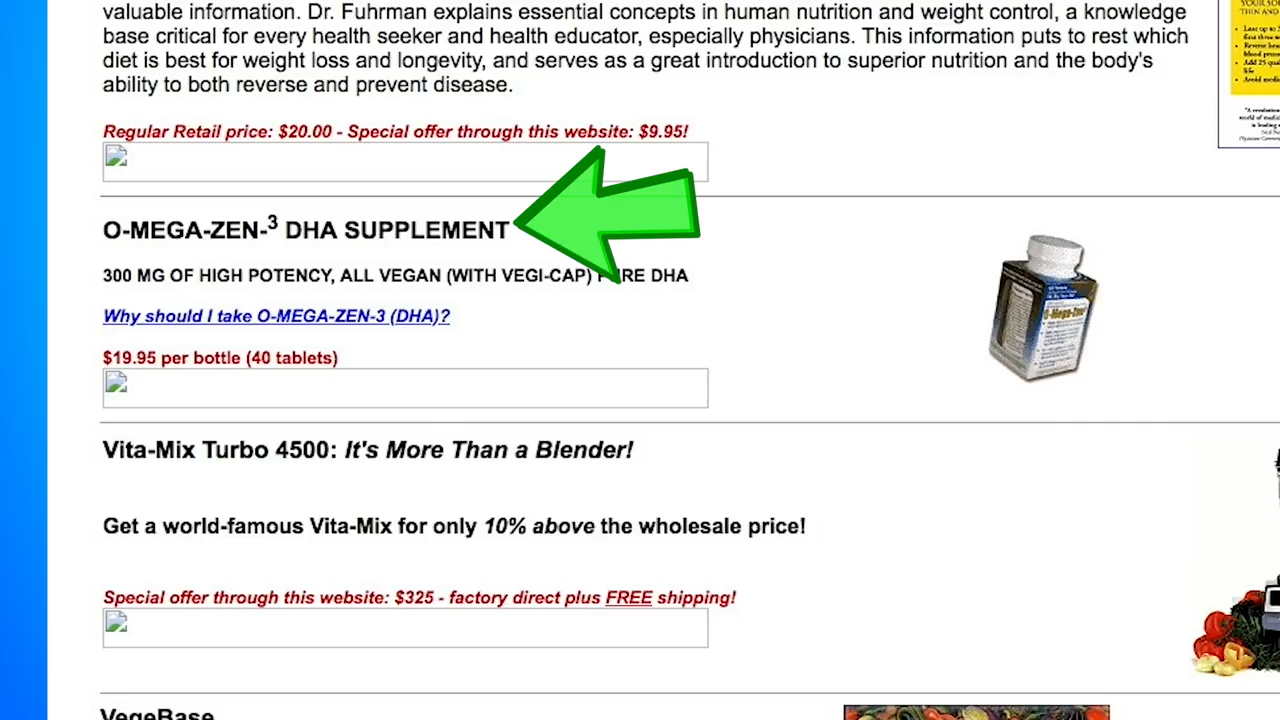 valuable information. Dr. Fuhrman explains essential concepts in human nutrition and weight control, a knowledge
base critical for every health seeker and health educator, especially physicians. This information puts to rest which
diet is best for weight loss and longevity, and serves as a great introduction to superior nutrition and the body's
ability to both reverse and prevent disease.
Regular Retail price: $20.00 - Special offer through this website: $9.95!
O-MEGA-ZEN-3 DHA SUPPLEMENT
300 MG OF HIGH POTENCY, ALL VEGAN (WITH VEGI-CAP) PURE DHA
Why should I take O-MEGA-ZEN-3 (DHA)?
$19.95 per bottle (40 tablets)
Vita-Mix Turbo 4500: It's More Than a Blender!
Get a world-famous Vita-Mix for only 10% above the wholesale price!
Special offer through this website: $325 - factory direct plus FREE shipping!
VegeBase